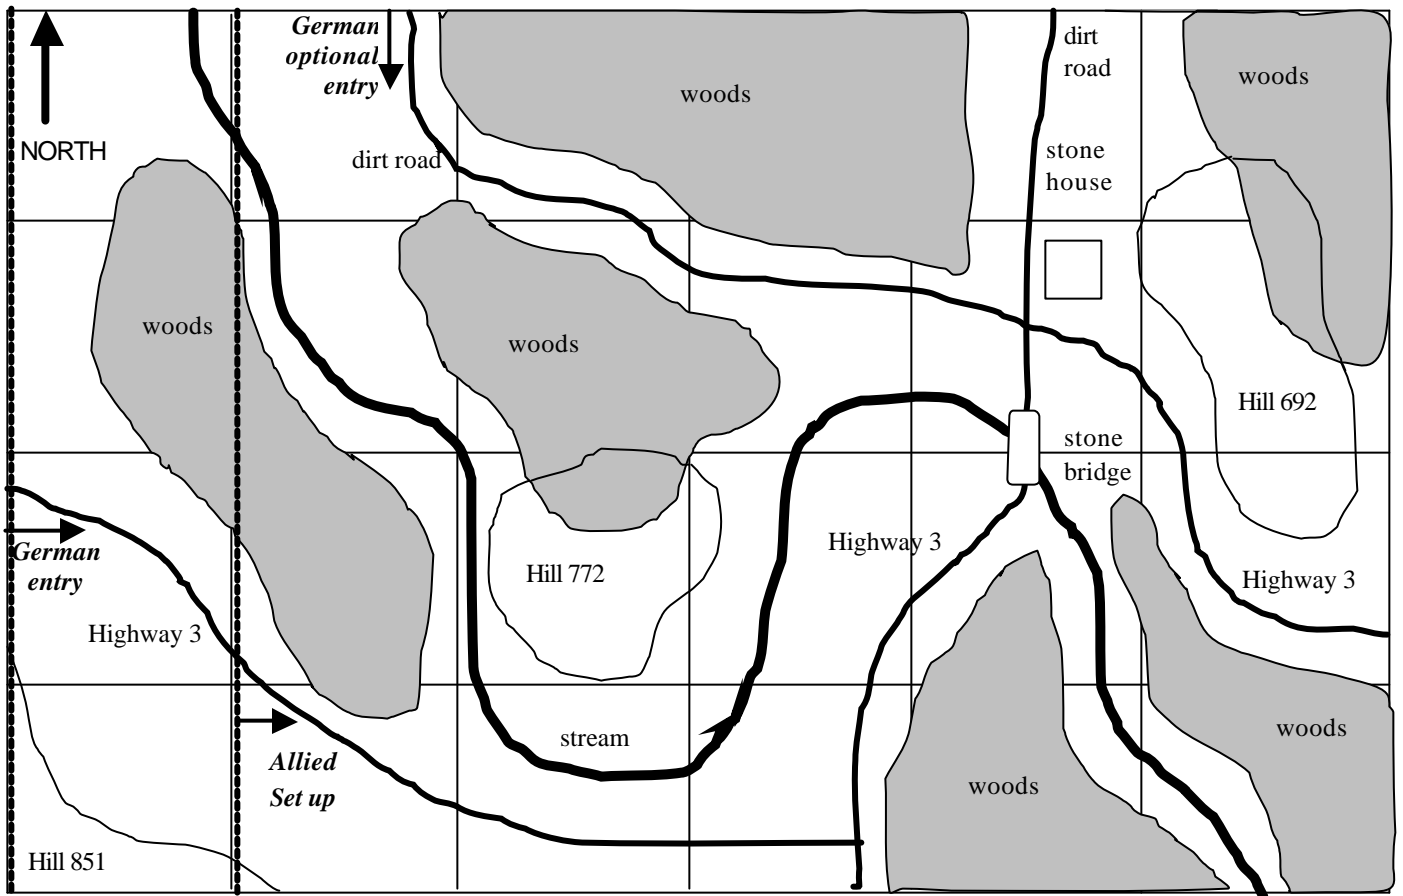 German
optional
entry
dirt
road
woods
woods
NORTH
dirt road
stone
house
woods
woods
Hill 692
stone
bridge
Highway 3
German
entry
Hill 772
Highway 3
Highway 3
woods
stream
Allied
Set up
woods
Hill 851